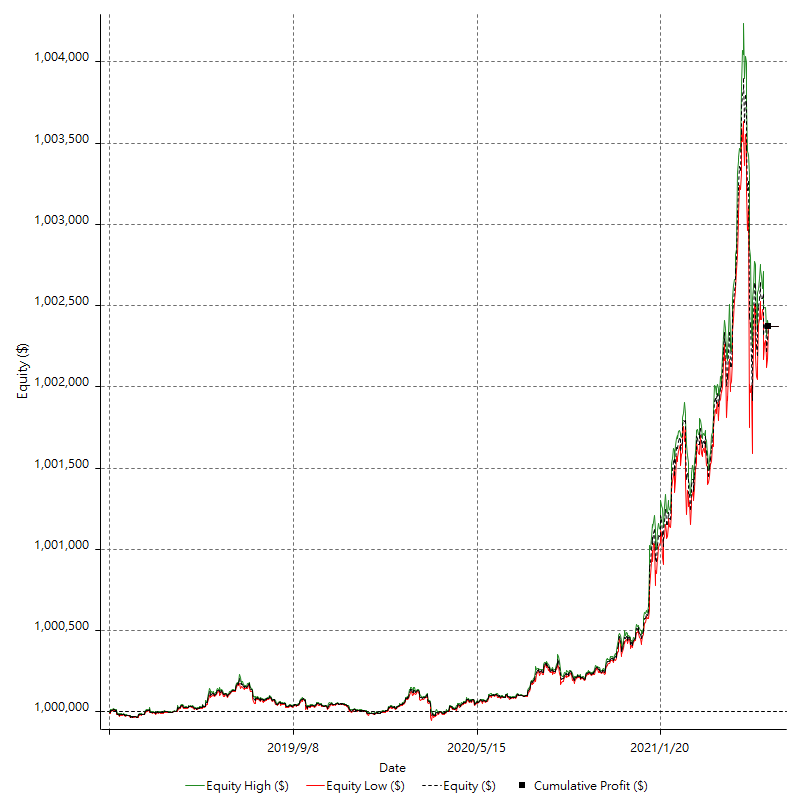 1,004,000
1,003,500
1,003,000
1,002,500
1,002,000
1,001,500
1,001,000
1,000,500
1,000,000
Equity ($)
2019/9/8 2020/5/15 2021/1/20
Date
Equity High ($) Equity Low ($) Equity ($) Cumulative Profit ($)